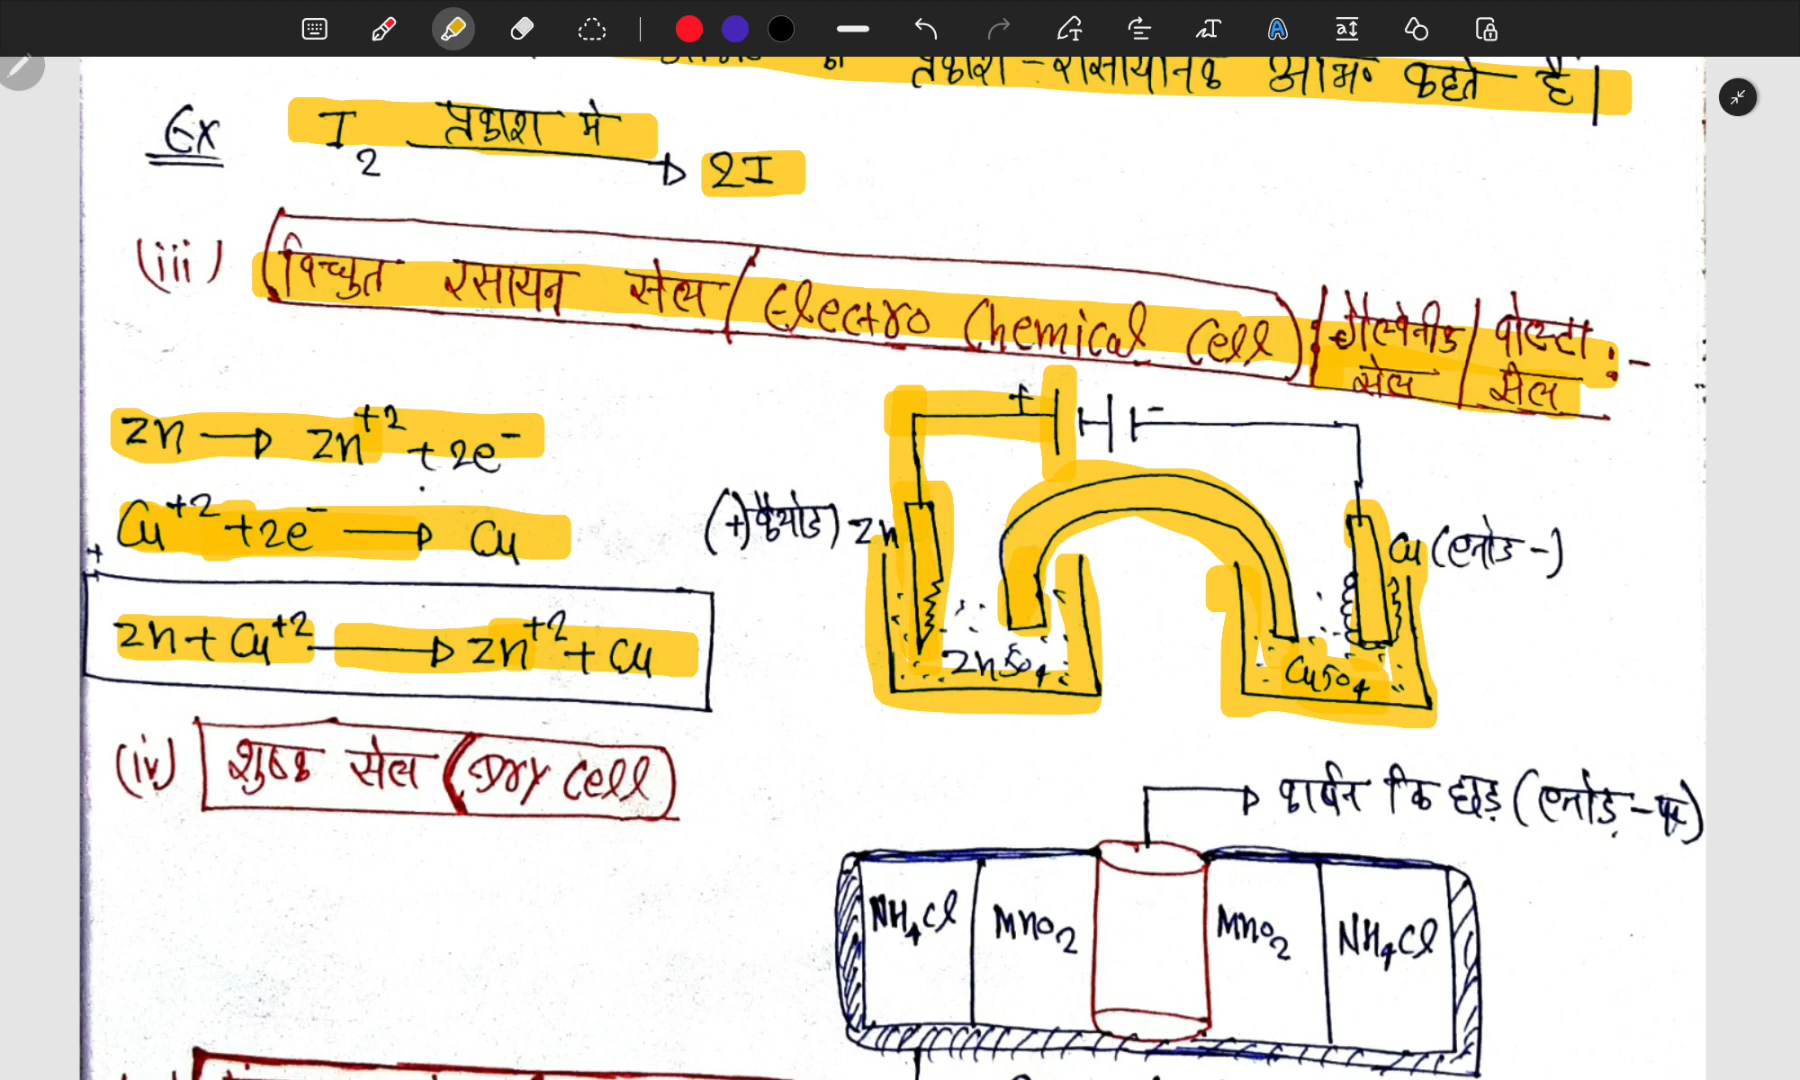 प्रकाश-रासायनिक अभि० कहते है|
Ex I2 प्रकाश मे → 2I
(iii) विद्युत रसायन सेल/Electro Chemical Cell | गैल्वेनीक सेल / वोल्टा सेल :-
Zn → Zn+2 + 2e-
Cu+2 + 2e- → Cu
+
Zn + Cu+2 → Zn+2 + Cu
+ -
(+) कैथोड) Zn
Cu (एनोड -)
ZnSO4
CuSO4
(iv) शुष्क सेल (Dry Cell)
→ कार्बन कि छड़ (एनोड
NH4Cl MnO2 MnO2 NH4Cl